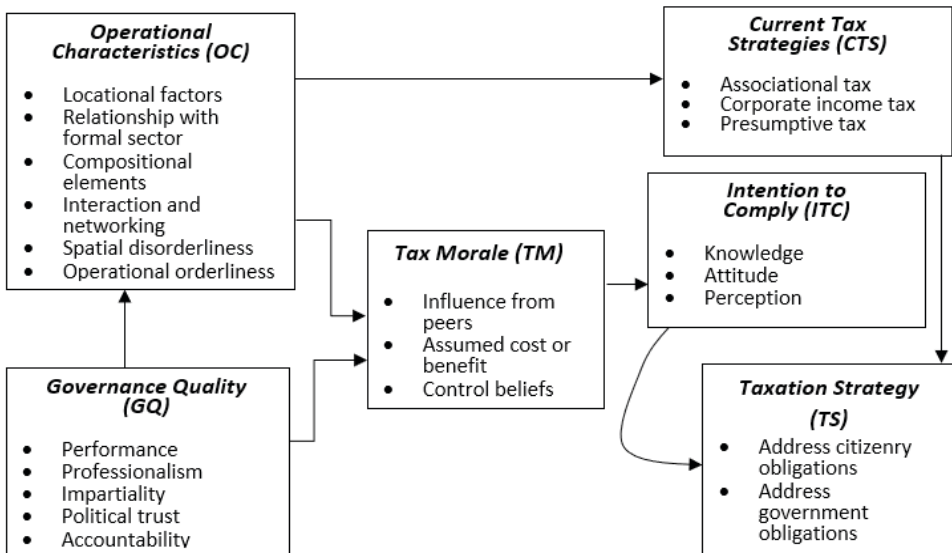 Operational
Characteristics (OC)
• Locational factors
• Relationship with
formal sector
• Compositional
elements
• Interaction and
networking
• Spatial disorderliness
• Operational orderliness
Current Tax
Strategies (CTS)
• Associational tax
• Corporate income tax
• Presumptive tax
Intention to
Comply (ITC)
• Knowledge
• Attitude
• Perception
Tax Morale (TM)
• Influence from
peers
• Assumed cost or
benefit
• Control beliefs
Governance Quality
(GQ)
• Performance
• Professionalism
• Impartiality
• Political trust
• Accountability
Taxation Strategy
(TS)
• Address citizenry
obligations
• Address
government
obligations